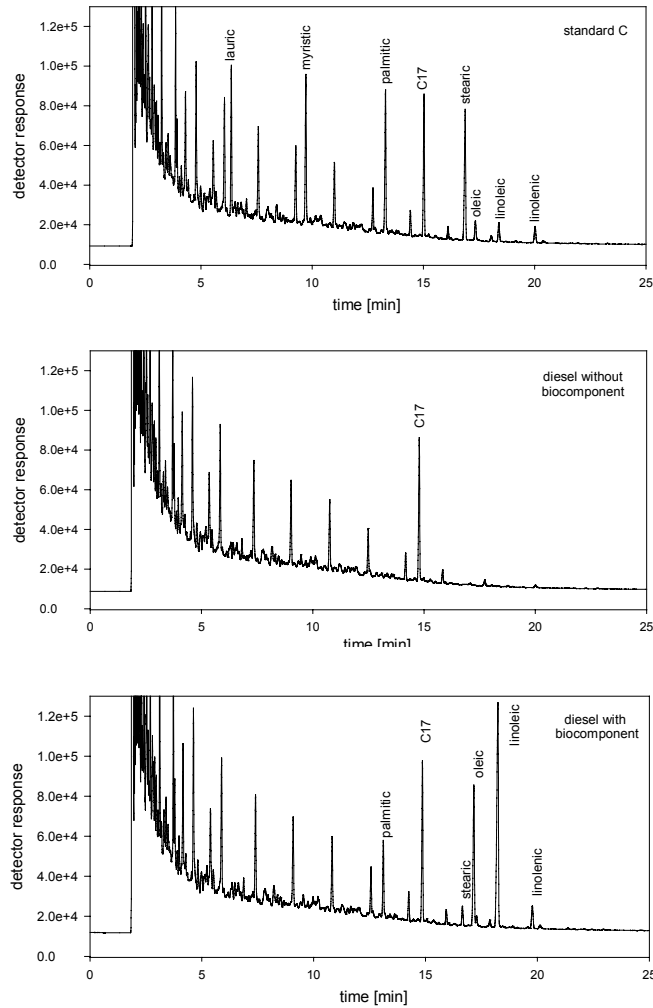 standard C
detector response
1.2e+5
1.0e+5
8.0e+4
6.0e+4
4.0e+4
2.0e+4
0.0
lauric
myristic
palmitic
C17
stearic
oleic
linoleic
linolenic
0 5 10 15 20 25
time [min]
diesel without
biocomponent
detector response
1.2e+5
1.0e+5
8.0e+4
6.0e+4
4.0e+4
2.0e+4
0.0
C17
0 5 10 15 20 25
time [min]
diesel with
biocomponent
detector response
1.2e+5
1.0e+5
8.0e+4
6.0e+4
4.0e+4
2.0e+4
0.0
palmitic
C17
stearic
oleic
linoleic
linolenic
0 5 10 15 20 25
time [min]